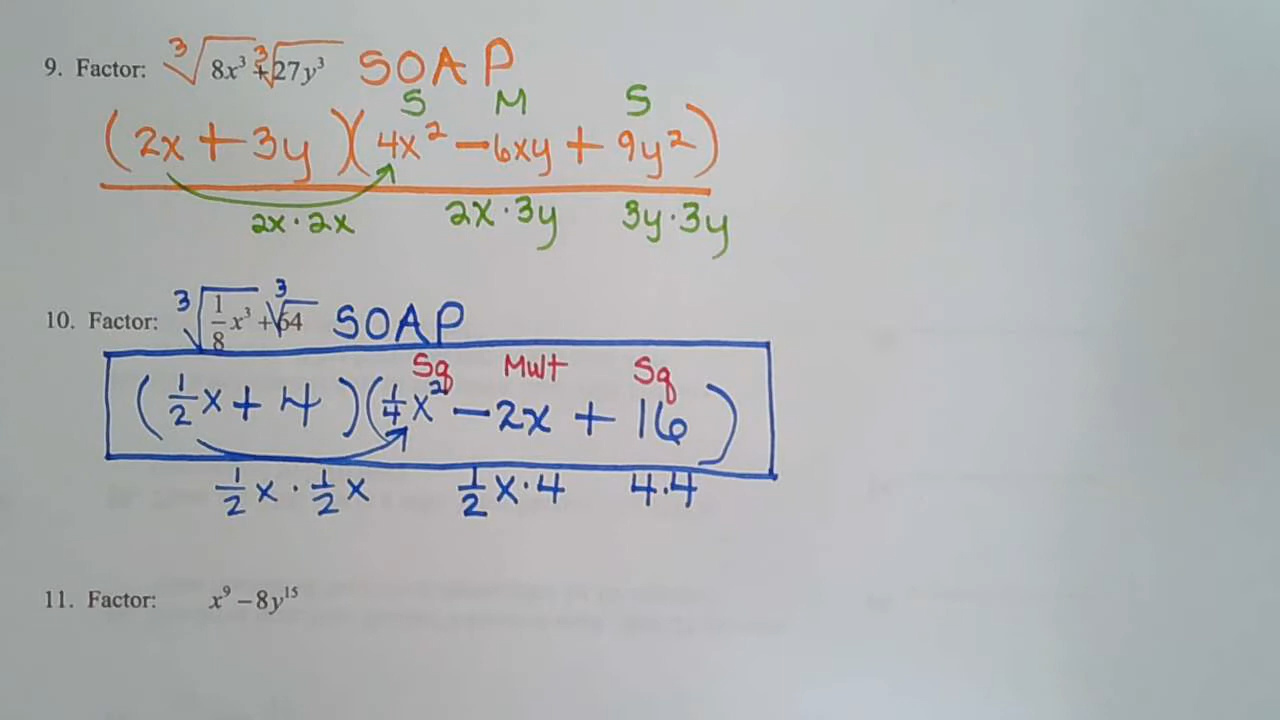 9. Factor: ∛8x³ + ∛27y³ SOAP
S M S
(2x + 3y)(4x² − 6xy + 9y²)
2x · 2x 2x · 3y 3y · 3y
10. Factor: ∛1/8 x³ + ∛64 SOAP
Sq Mult Sq
(1/2 x + 4)(1/4 x² − 2x + 16)
1/2 x · 1/2 x 1/2 x · 4 4·4
11. Factor: x⁹ − 8y¹⁵